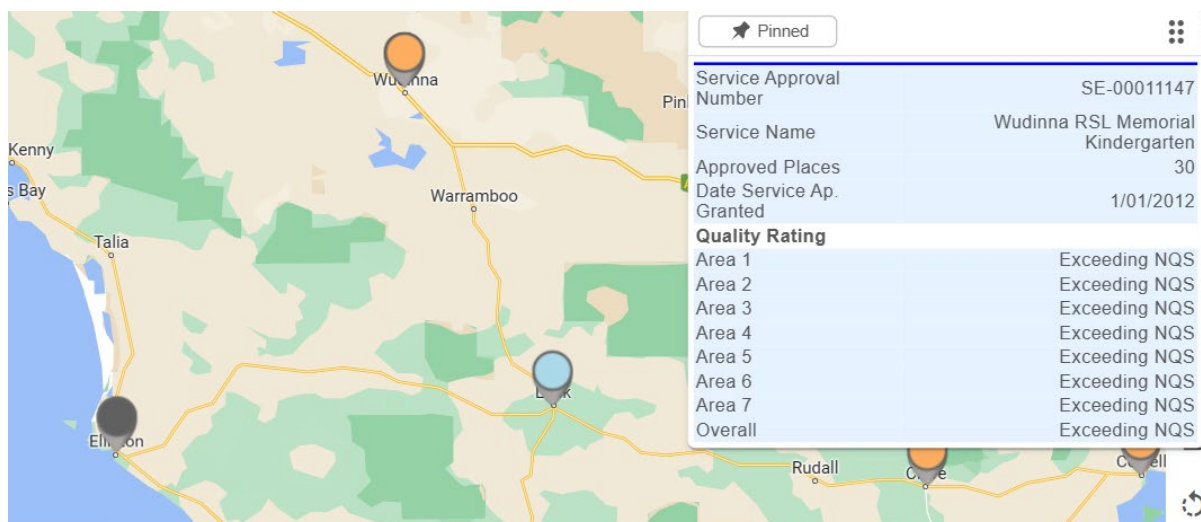 Pinned
Service Approval
Number
SE-00011147
Service Name
Wudinna RSL Memorial
Kindergarten
Approved Places
30
Date Service Ap.
Granted
1/01/2012
Quality Rating
Area 1 Exceeding NQS
Area 2 Exceeding NQS
Area 3 Exceeding NQS
Area 4 Exceeding NQS
Area 5 Exceeding NQS
Area 6 Exceeding NQS
Area 7 Exceeding NQS
Overall Exceeding NQS
Kenny
s Bay
Talia
Warramboo
Rudall